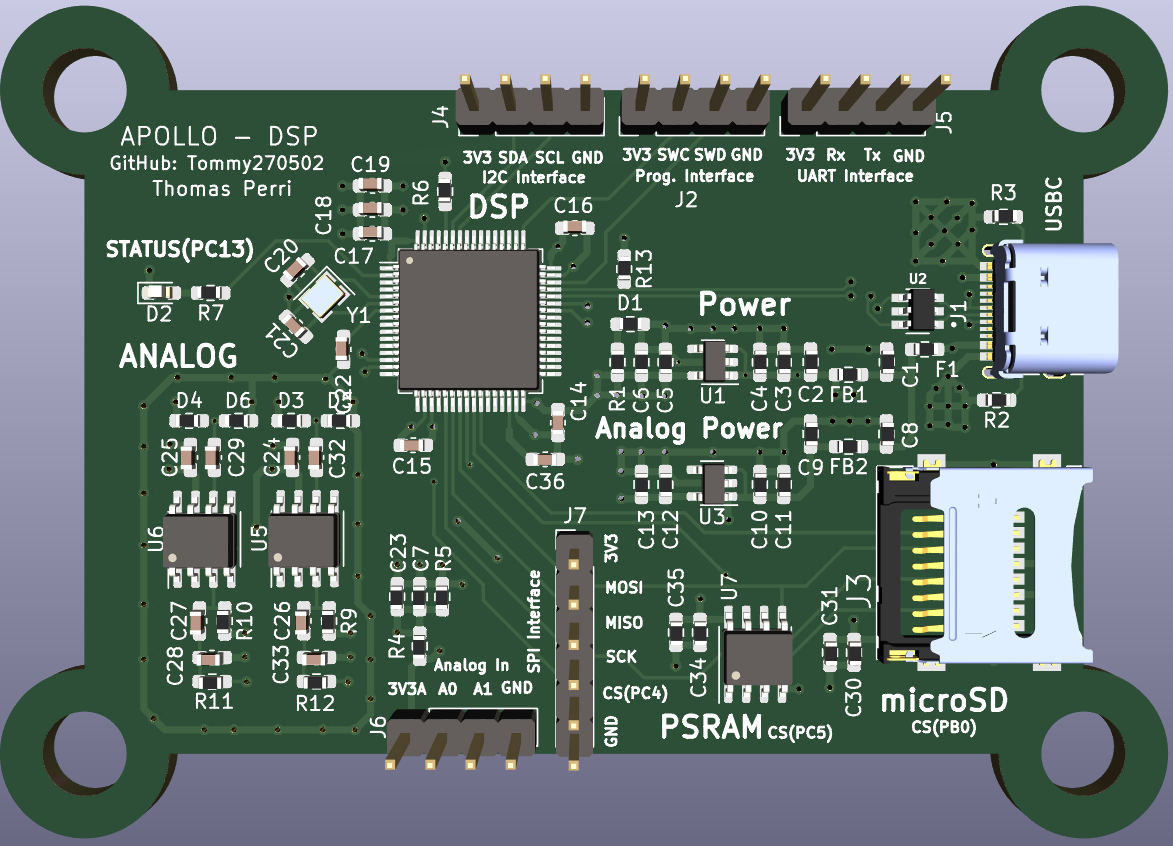 APOLLO - DSP
GitHub: Tommy270502
Thomas Perri
J4
3V3 SDA SCL GND
I2C Interface
3V3 SWC SWD GND
Prog. Interface
J2
J5
3V3 Rx Tx GND
UART Interface
C19
C18
C17
R6
DSP
C16
R3
USBC
STATUS(PC13)
D2
R7
C20
C21
Y1
C22
R13
D1
Power
U2
J1
F1
R2
ANALOG
D4
D6
D3
C25
C29
C24
C32
C15
C14
C36
R1
C6
C5
U1
C4
C3
C2
FB1
C1
Analog Power
C9
FB2
C8
C13
C12
U3
C10
C11
U6
U5
C23
C7
R5
R4
J7
3V3
MOSI
MISO
SCK
CS(PC4)
GND
SPI Interface
C27
R10
C26
R9
C28
R11
C33
R12
Analog In
3V3A A0 A1 GND
J6
C35
C34
U7
C31
C30
PSRAM CS(PC5)
J3
microSD
CS(PB0)